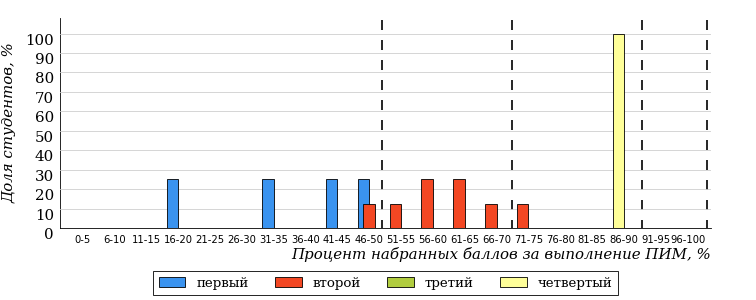 Доля студентов, %
100
90
80
70
60
50
40
30
20
10
0
0-5 6-10 11-15 16-20 21-25 26-30 31-35 36-40 41-45 46-50 51-55 56-60 61-65 66-70 71-75 76-80 81-85 86-90 91-95 96-100
Процент набранных баллов за выполнение ПИМ, %
первый второй третий четвертый